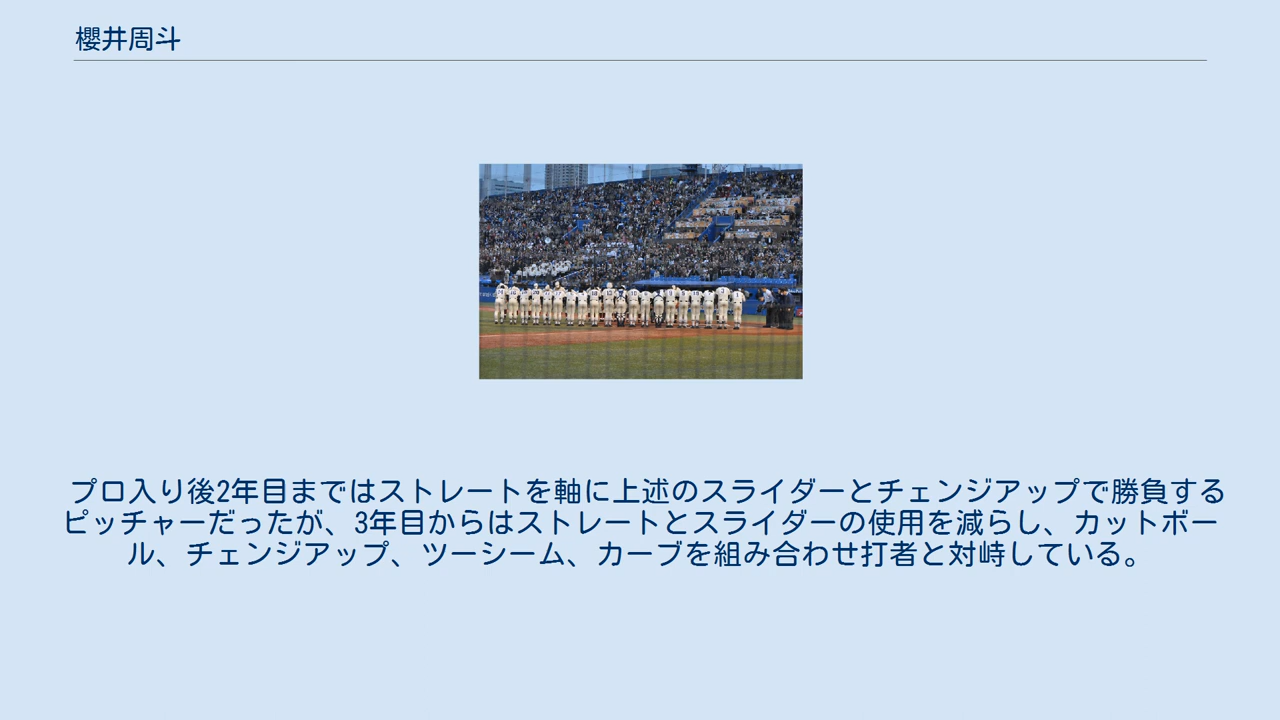 櫻井周斗
プロ入り後2年目まではストレートを軸に上述のスライダーとチェンジアップで勝負する
ピッチャーだったが、3年目からはストレートとスライダーの使用を減らし、カットボー
ル、チェンジアップ、ツーシーム、カーブを組み合わせ打者と対峙している。